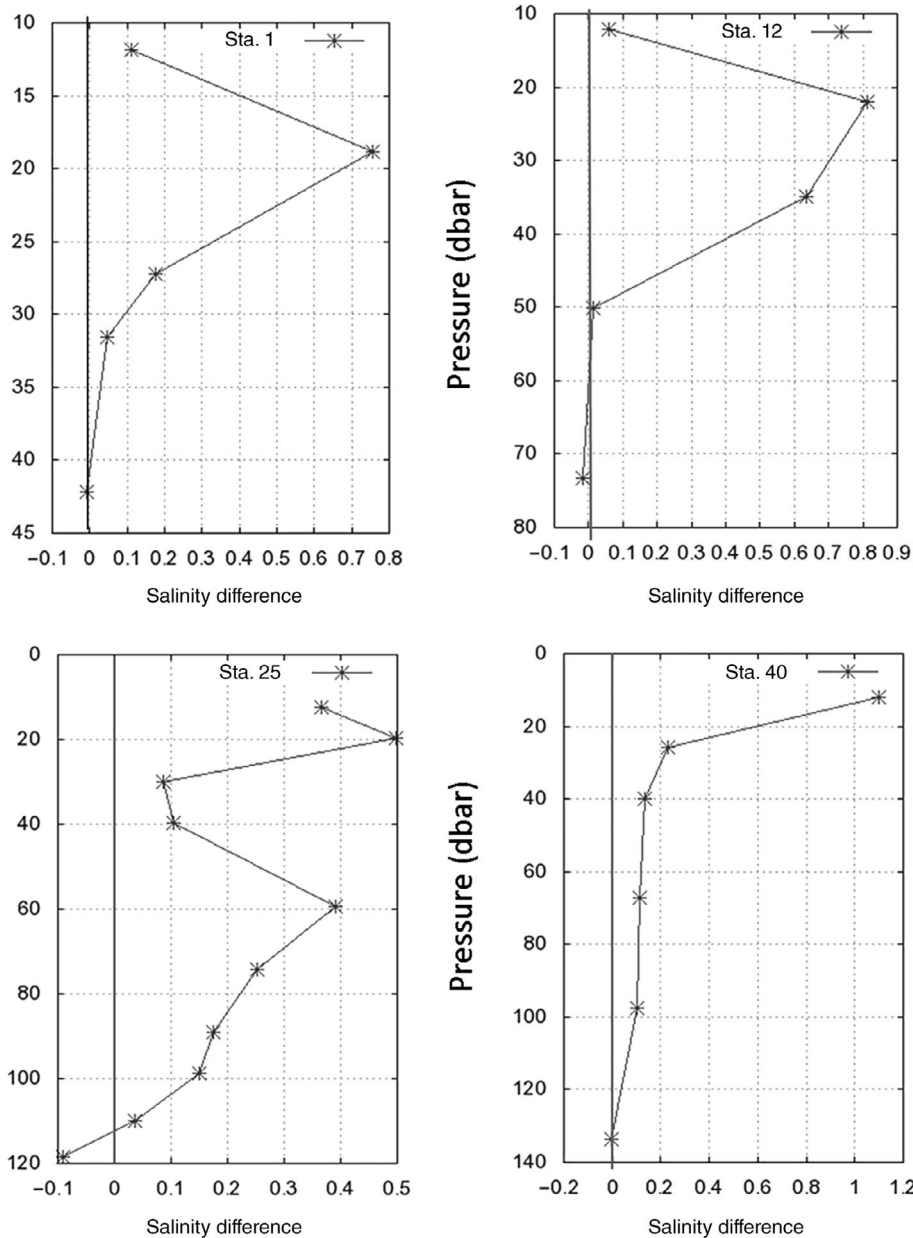 Sta. 1
10
15
20
25
30
35
40
45
−0.1 0 0.1 0.2 0.3 0.4 0.5 0.6 0.7 0.8
Salinity difference
Sta. 12
Pressure (dbar)
10
20
30
40
50
60
70
80
−0.1 0 0.1 0.2 0.3 0.4 0.5 0.6 0.7 0.8 0.9
Salinity difference
Sta. 25
0
20
40
60
80
100
120
−0.1 0 0.1 0.2 0.3 0.4 0.5
Salinity difference
Sta. 40
Pressure (dbar)
0
20
40
60
80
100
120
130
140
−0.2 0 0.2 0.4 0.6 0.8 1 1.2
Salinity difference